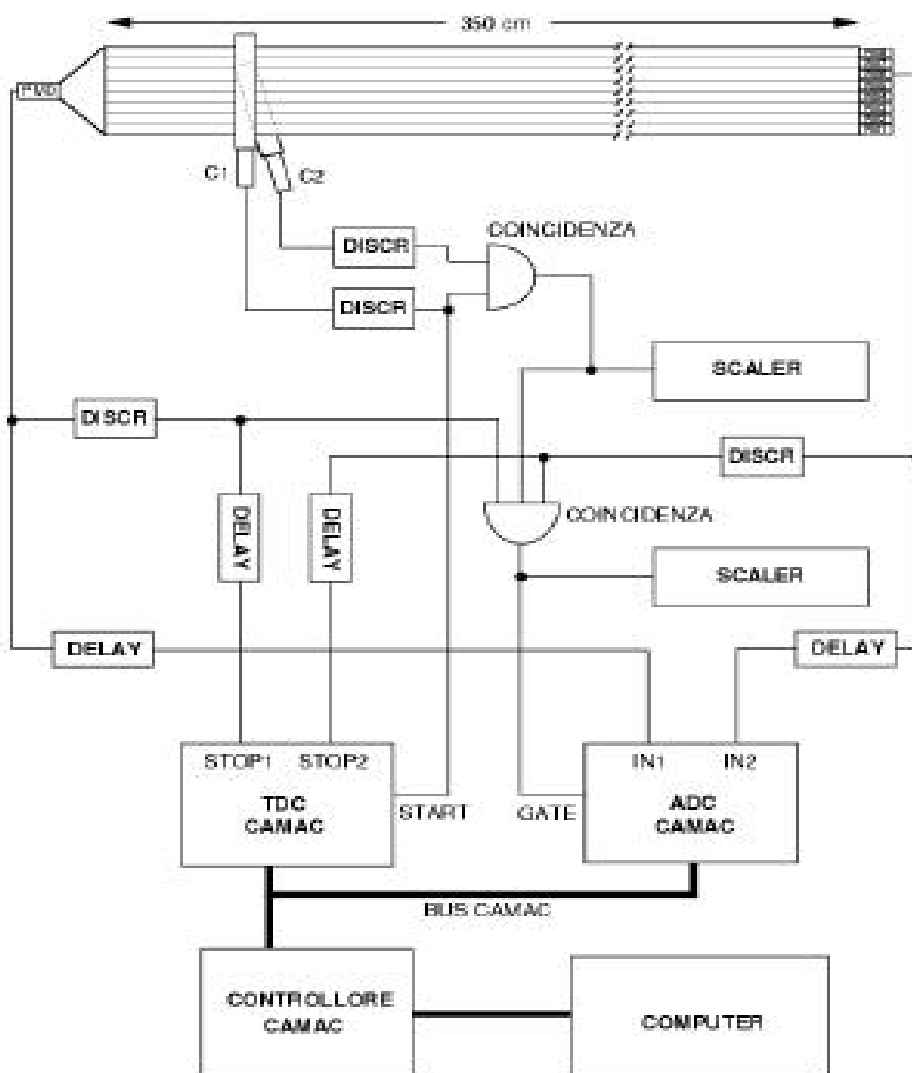 350 cm
C1
C2
COINCIDENZA
DISCR
DISCR
SCALER
DISCR
DISCR
DELAY
DELAY
COINCIDENZA
SCALER
DELAY
DELAY
STOP1 STOP2
IN1 IN2
TDC
CAMAC
START
GATE
ADC
CAMAC
BUS CAMAC
CONTROLLORE
CAMAC
COMPUTER